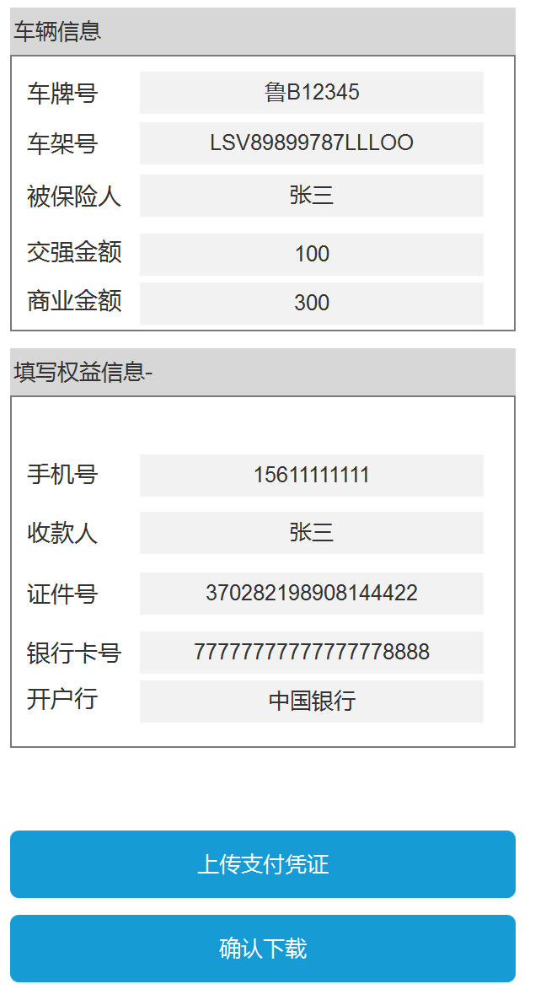 车辆信息
车牌号 鲁B12345
车架号 LSV89899787LLLOO
被保险人 张三
交强金额 100
商业金额 300
填写权益信息-
手机号 15611111111
收款人 张三
证件号 370282198908144422
银行卡号 77777777777777778888
开户行 中国银行
上传支付凭证
确认下载